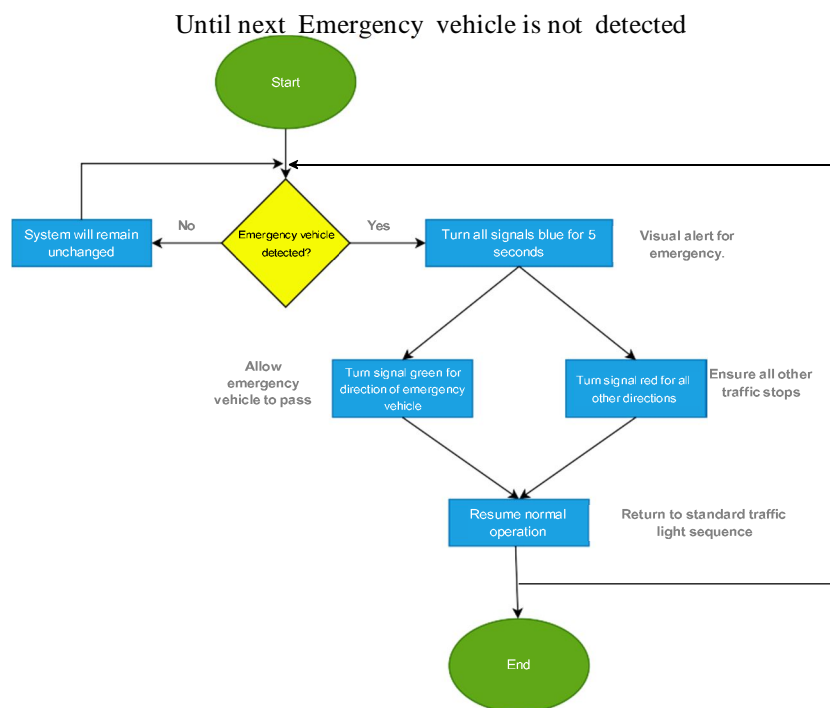 Until next Emergency vehicle is not detected
Start
No
Emergency vehicle
detected?
Yes
System will remain
unchanged
Turn all signals blue for 5
seconds
Visual alert for
emergency.
Allow
emergency
vehicle to pass
Turn signal green for
direction of emergency
vehicle
Turn signal red for all
other directions
Ensure all other
traffic stops
Resume normal
operation
Return to standard traffic
light sequence
End